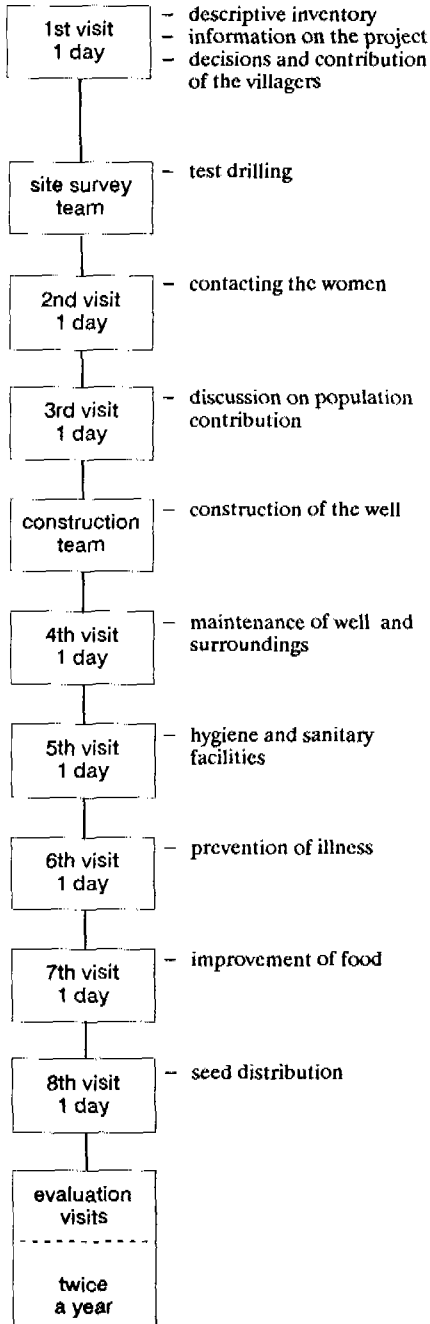 1st visit
1 day
– descriptive inventory
– information on the project
– decisions and contribution
of the villagers
site survey
team
– test drilling
2nd visit
1 day
– contacting the women
3rd visit
1 day
– discussion on population
contribution
construction
team
– construction of the well
4th visit
1 day
– maintenance of well and
surroundings
5th visit
1 day
– hygiene and sanitary
facilities
6th visit
1 day
– prevention of illness
7th visit
1 day
– improvement of food
8th visit
1 day
– seed distribution
evaluation
visits
twice
a year